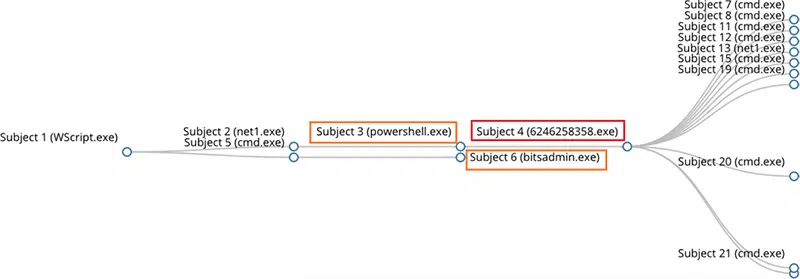 Subject 7 (cmd.exe)
Subject 8 (cmd.exe)
Subject 11 (cmd.exe)
Subject 12 (cmd.exe)
Subject 13 (net1.exe)
Subject 15 (cmd.exe)
Subject 19 (cmd.exe)
Subject 1 (WScript.exe)
Subject 2 (net1.exe)
Subject 5 (cmd.exe)
Subject 3 (powershell.exe)
Subject 4 (6246258358.exe)
Subject 6 (bitsadmin.exe)
Subject 20 (cmd.exe)
Subject 21 (cmd.exe)